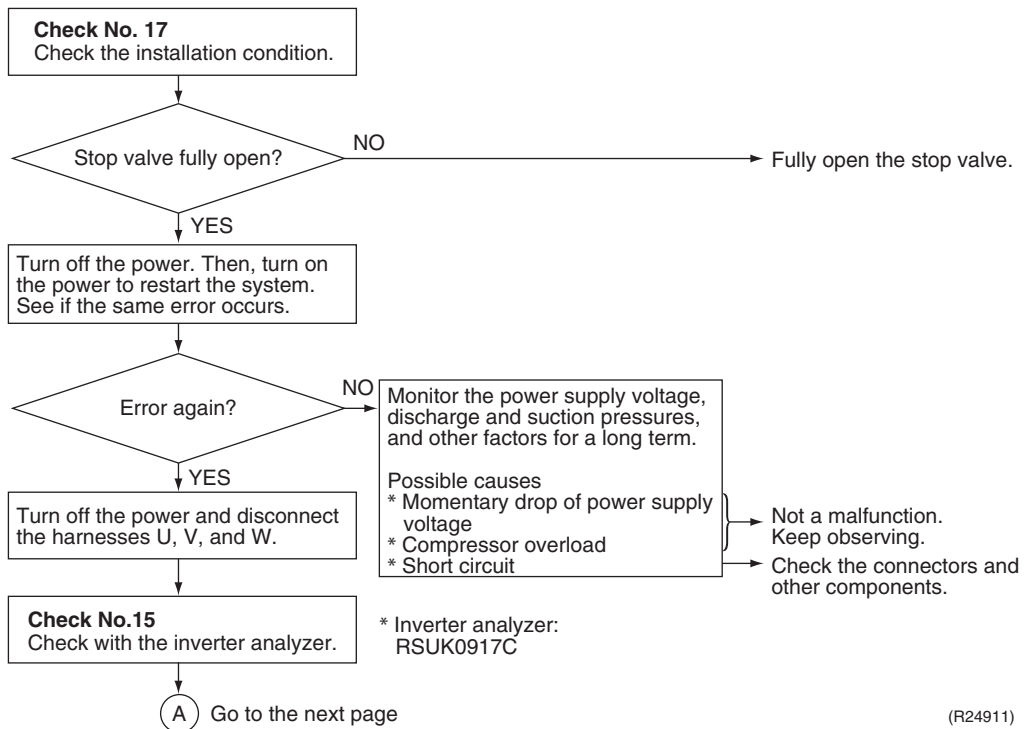 Check No. 17
Check the installation condition.
Stop valve fully open?
NO
Fully open the stop valve.
YES
Turn off the power. Then, turn on
the power to restart the system.
See if the same error occurs.
Error again?
NO
Monitor the power supply voltage,
discharge and suction pressures,
and other factors for a long term.
Possible causes
* Momentary drop of power supply
voltage
* Compressor overload
* Short circuit
Not a malfunction.
Keep observing.
Check the connectors and
other components.
YES
Turn off the power and disconnect
the harnesses U, V, and W.
Check No.15
Check with the inverter analyzer.
* Inverter analyzer:
RSUK0917C
A
Go to the next page
(R24911)